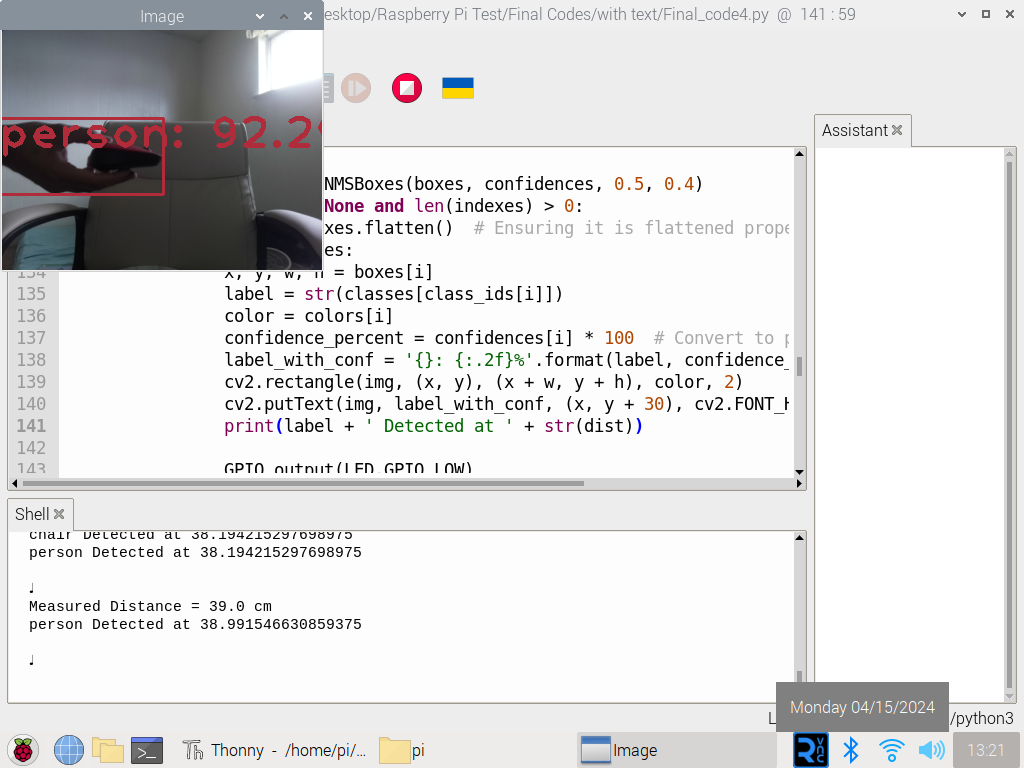 Image
esktop/Raspberry Pi Test/Final Codes/with text/Final_code4.py @ 141 : 59
person: 92.2
Assistant
NMSBoxes(boxes, confidences, 0.5, 0.4)
None and len(indexes) > 0:
xes.flatten()  # Ensuring it is flattened prope
es:
134 x, y, w, h = boxes[i]
135 label = str(classes[class_ids[i]])
136 color = colors[i]
137 confidence_percent = confidences[i] * 100  # Convert to p
138 label_with_conf = '{}: {:.2f}%'.format(label, confidence_
139 cv2.rectangle(img, (x, y), (x + w, y + h), color, 2)
140 cv2.putText(img, label_with_conf, (x, y + 30), cv2.FONT_H
141 print(label + ' Detected at ' + str(dist))
142
143 GPIO.output(LED,GPIO.LOW)
Shell
chair Detected at 38.194215297698975
person Detected at 38.194215297698975
Measured Distance = 39.0 cm
person Detected at 38.991546630859375
Monday 04/15/2024
L
/python3
Thonny - /home/pi/...
pi
Image
VNC
13:21